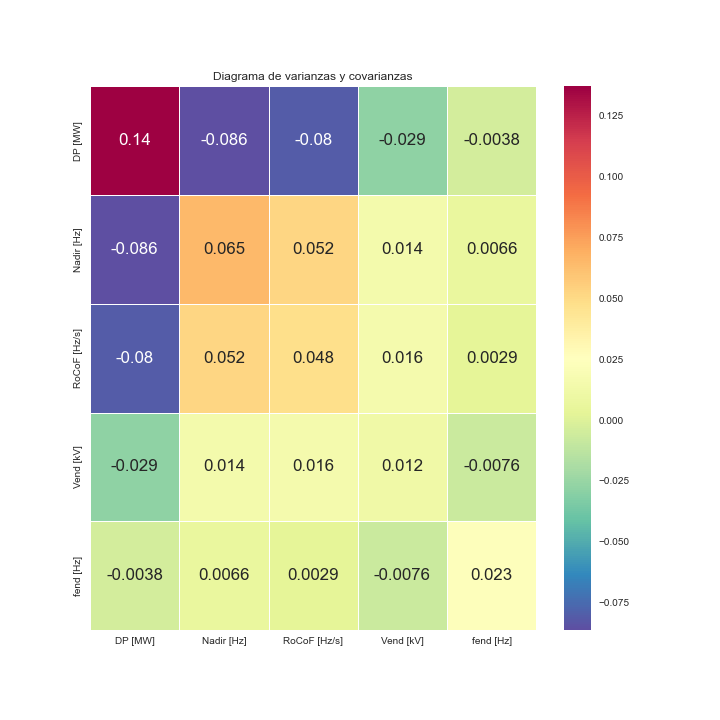 Diagrama de varianzas y covarianzas
DP [MW] 0.14 -0.086 -0.08 -0.029 -0.0038
Nadir [Hz] -0.086 0.065 0.052 0.014 0.0066
RoCoF [Hz/s] -0.08 0.052 0.048 0.016 0.0029
Vend [kV] -0.029 0.014 0.016 0.012 -0.0076
fend [Hz] -0.0038 0.0066 0.0029 -0.0076 0.023
DP [MW] Nadir [Hz] RoCoF [Hz/s] Vend [kV] fend [Hz]
0.125
0.100
0.075
0.050
0.025
0.000
−0.025
−0.050
−0.075